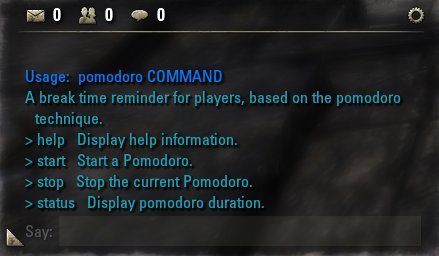 0 0 0
Usage: pomodoro COMMAND
A break time reminder for players, based on the pomodoro
technique.
> help Display help information.
> start Start a Pomodoro.
> stop Stop the current Pomodoro.
> status Display pomodoro duration.
Say: